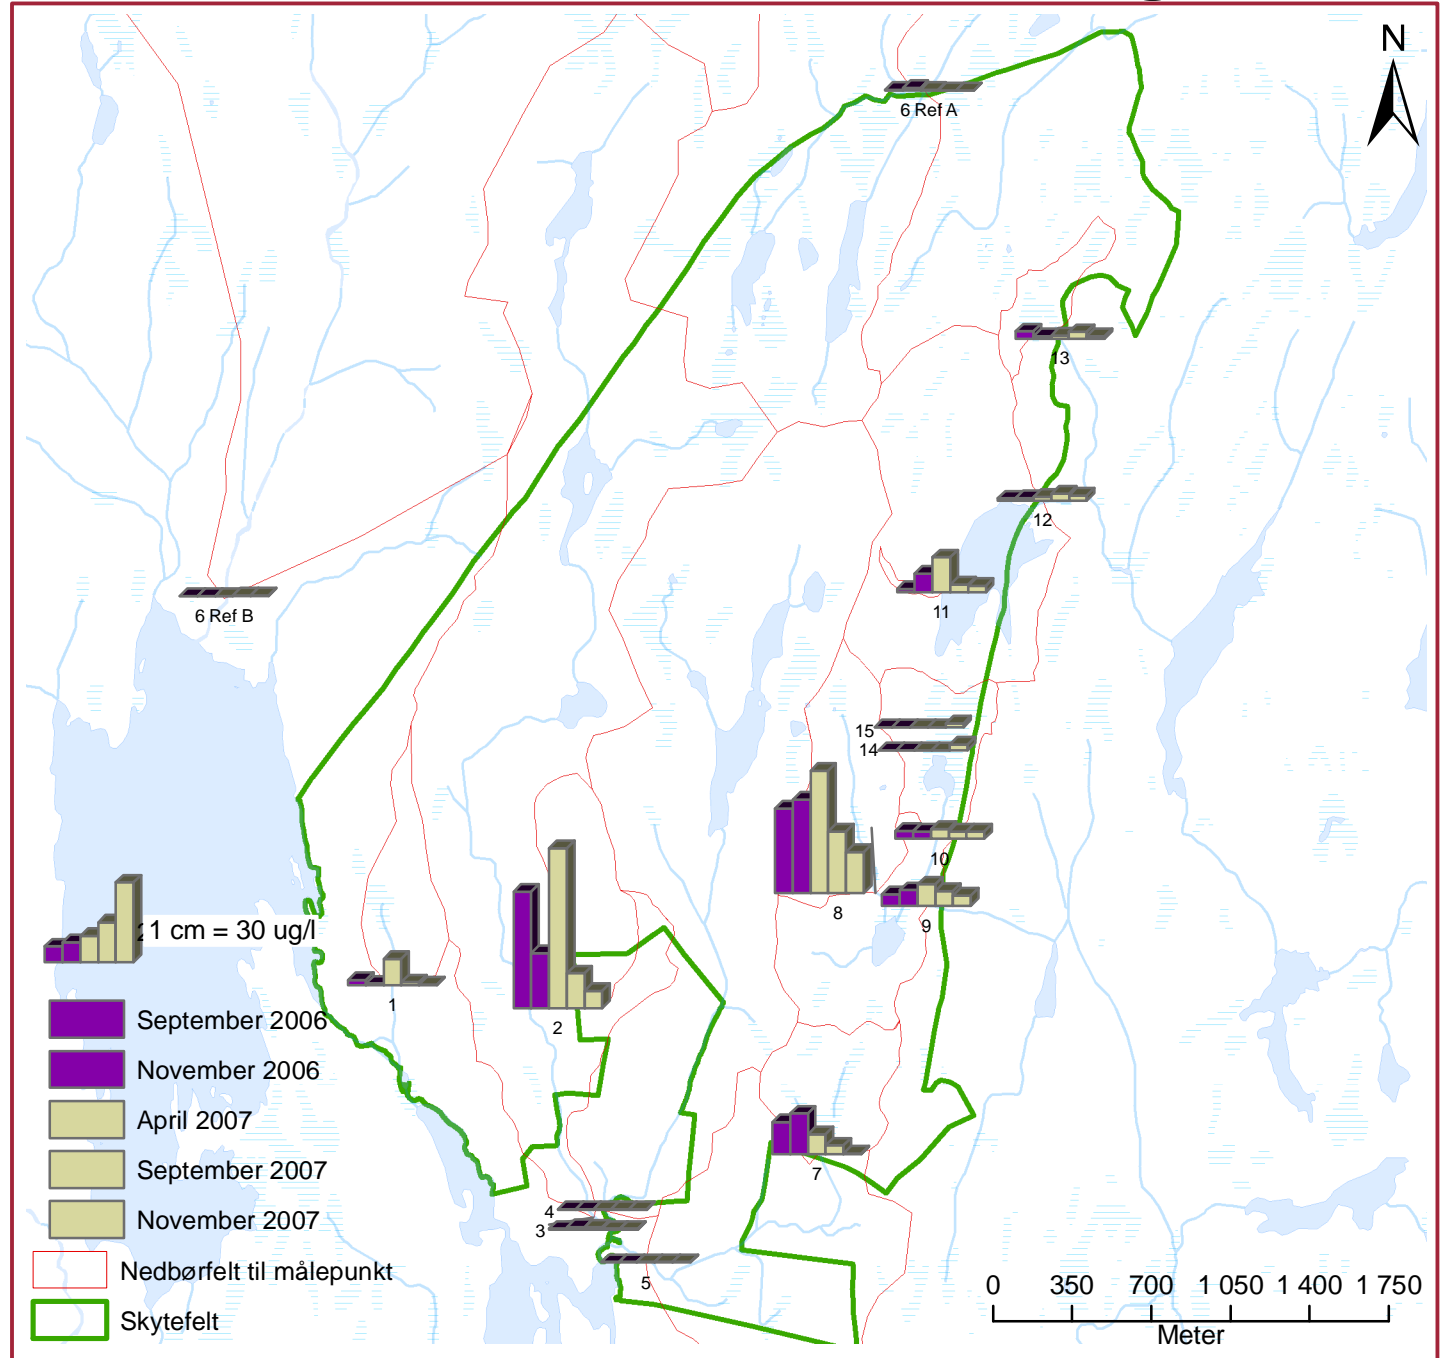 N
6 Ref A
13
12
6 Ref B
11
15
14
10
8
9
1 cm = 30 ug/l
1
2
September 2006
November 2006
April 2007
September 2007
November 2007
7
4
3
5
Nedbørfelt til målepunkt
Skytefelt
0 350 700 1 050 1 400 1 750
Meter